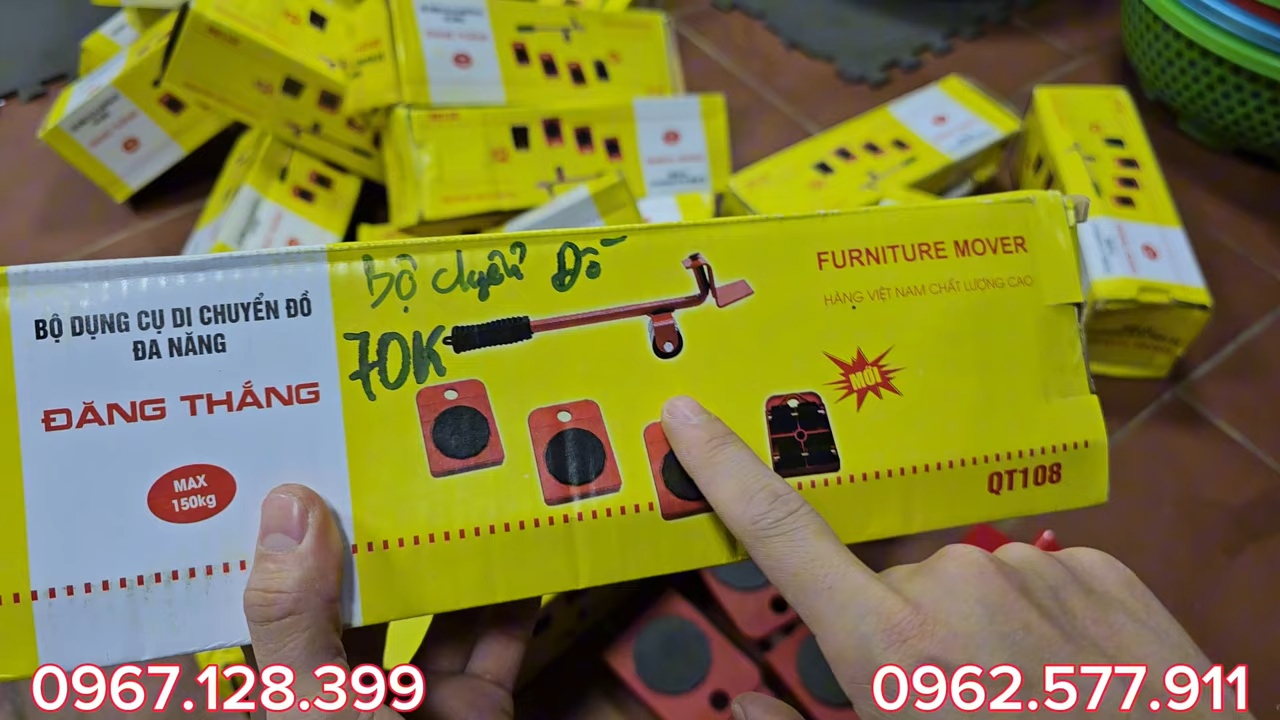 BỘ DỤNG CỤ DI CHUYỂN ĐỒ
ĐA NĂNG
ĐĂNG THẮNG
MAX
150kg
Bộ chuyển Đồ
70K
FURNITURE MOVER
HÀNG VIỆT NAM CHẤT LƯỢNG CAO
MỚI
QT108
0967.128.399
0962.577.911